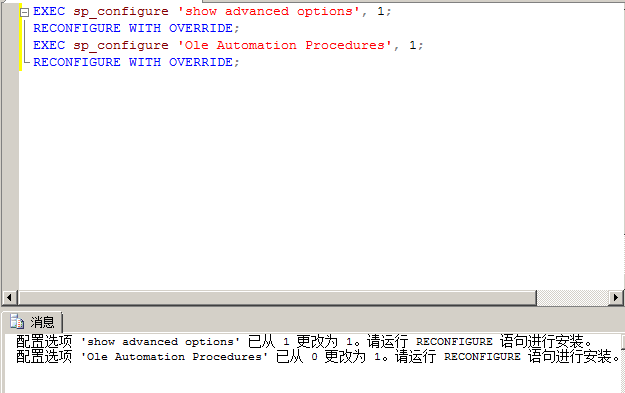 EXEC sp_configure 'show advanced options', 1;
RECONFIGURE WITH OVERRIDE;
EXEC sp_configure 'Ole Automation Procedures', 1;
RECONFIGURE WITH OVERRIDE;
消息
配置选项 'show advanced options' 已从 1 更改为 1。请运行 RECONFIGURE 语句进行安装。
配置选项 'Ole Automation Procedures' 已从 0 更改为 1。请运行 RECONFIGURE 语句进行安装。